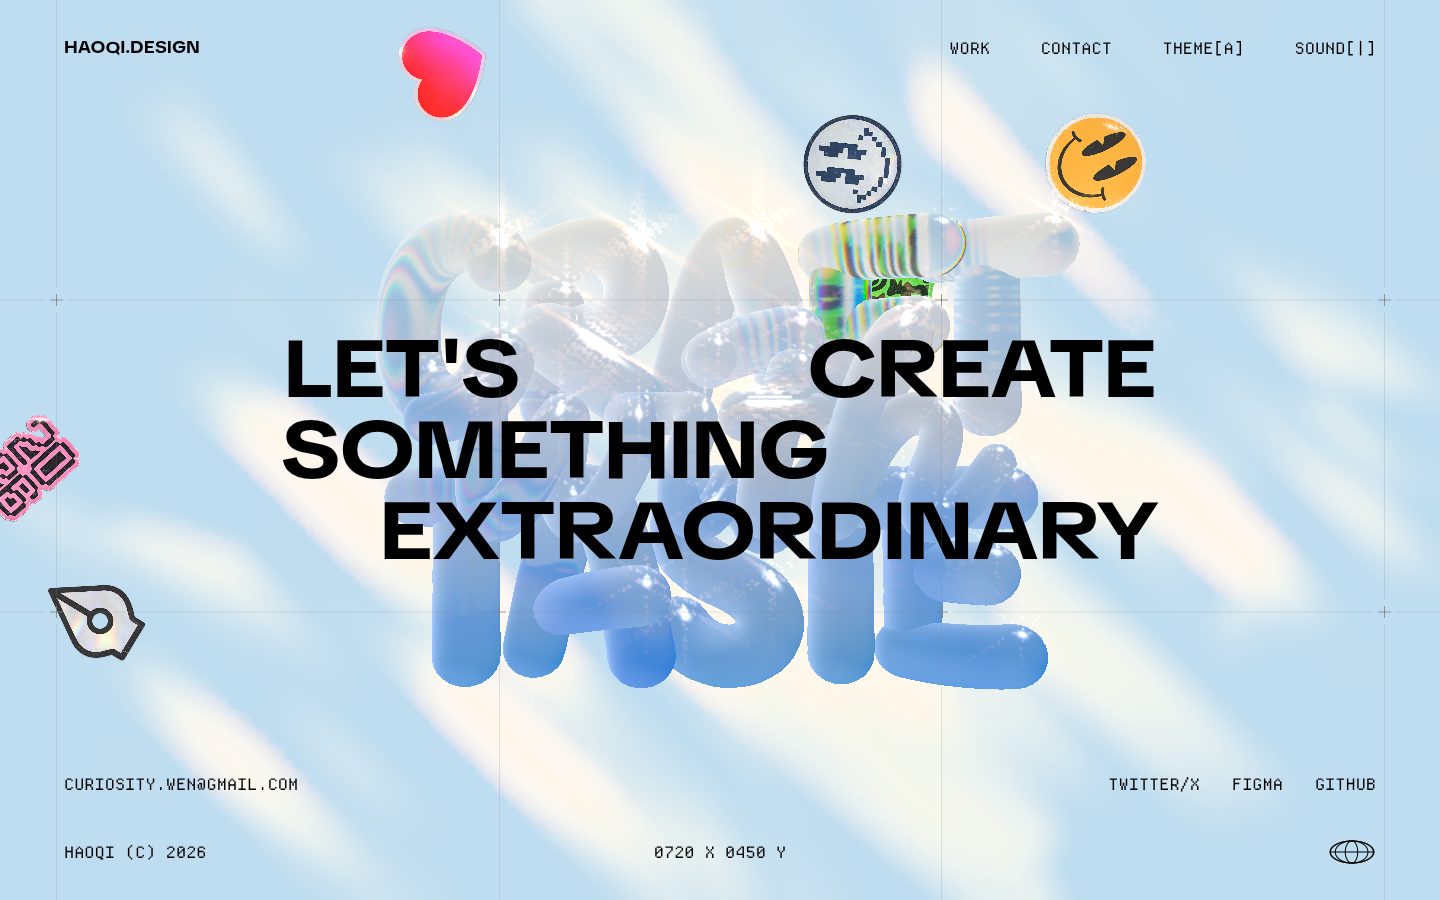 HAOQI.DESIGN
WORK
CONTACT
THEME[A]
SOUND[|]
LET'S CREATE
SOMETHING
EXTRAORDINARY
CURIOSITY.WEN@GMAIL.COM
TWITTER/X
FIGMA
GITHUB
HAOQI (C) 2026
0720 X 0450 Y